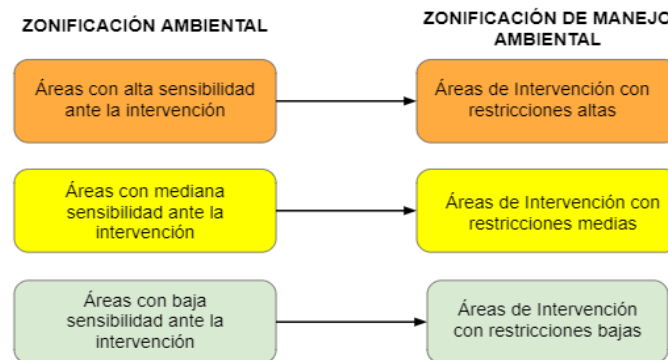 ZONIFICACIÓN AMBIENTAL
ZONIFICACIÓN DE MANEJO
AMBIENTAL
Áreas con alta sensibilidad
ante la intervención
Áreas de Intervención con
restricciones altas
Áreas con mediana
sensibilidad ante la
intervención
Áreas de Intervención con
restricciones medias
Áreas con baja
sensibilidad ante la
intervención
Áreas de Intervención
con restricciones bajas